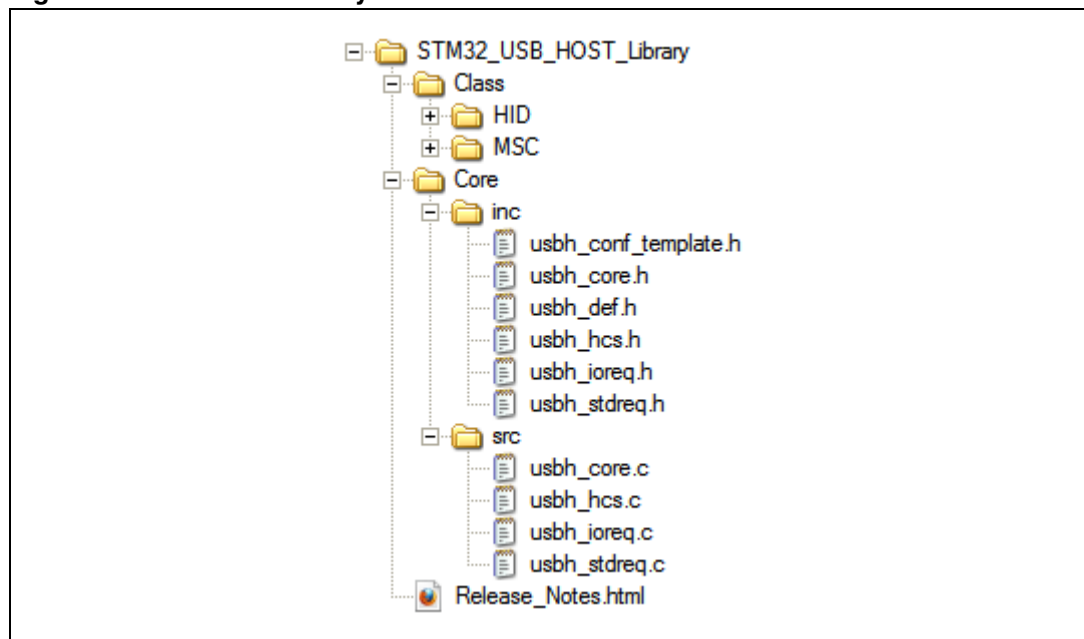 STM32_USB_HOST_Library
Class
HID
MSC
Core
inc
usbh_conf_template.h
usbh_core.h
usbh_def.h
usbh_hcs.h
usbh_ioreq.h
usbh_stdreq.h
src
usbh_core.c
usbh_hcs.c
usbh_ioreq.c
usbh_stdreq.c
Release_Notes.html